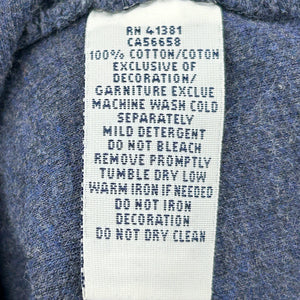 RN 41381
CA56658
100% COTTON/COTON
EXCLUSIVE OF
DECORATION/
GARNITURE EXCLUE
MACHINE WASH COLD
SEPARATELY
MILD DETERGENT
DO NOT BLEACH
REMOVE PROMPTLY
TUMBLE DRY LOW
WARM IRON IF NEEDED
DO NOT IRON
DECORATION
DO NOT DRY CLEAN